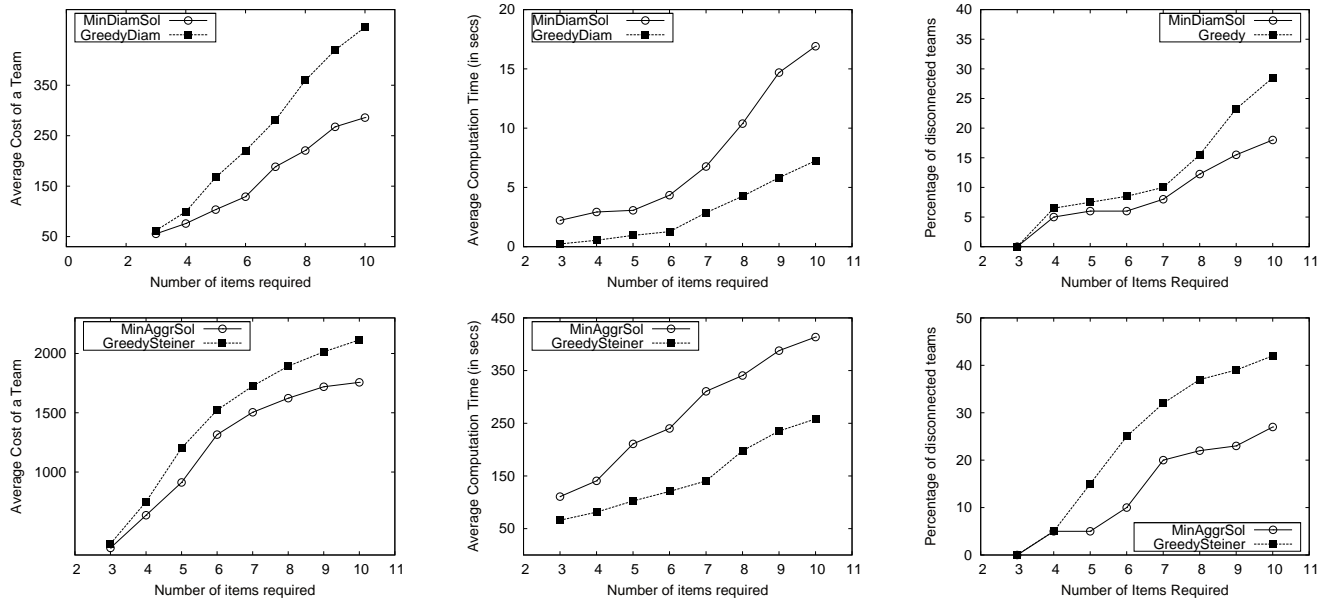 MinDiamSol
GreedyDiam
Average Cost of a Team
350
250
150
50
0 2 4 6 8 10
Number of items required
MinDiamSol
GreedyDiam
Average Computation Time (in secs)
20
15
10
5
0
2 3 4 5 6 7 8 9 10 11
Number of items required
MinDiamSol
Greedy
Percentage of disconnected teams
40
35
30
25
20
15
10
5
0
2 3 4 5 6 7 8 9 10 11
Number of Items Required
MinAggrSol
GreedySteiner
Average Cost of a Team
2000
1500
1000
2 3 4 5 6 7 8 9 10 11
Number of items required
MinAggrSol
GreedySteiner
Average Computation Time (in secs)
450
350
250
150
50
2 3 4 5 6 7 8 9 10 11
Number of items required
MinAggrSol
GreedySteiner
Percentage of disconnected teams
50
40
30
20
10
0
2 3 4 5 6 7 8 9 10 11
Number of Items Required